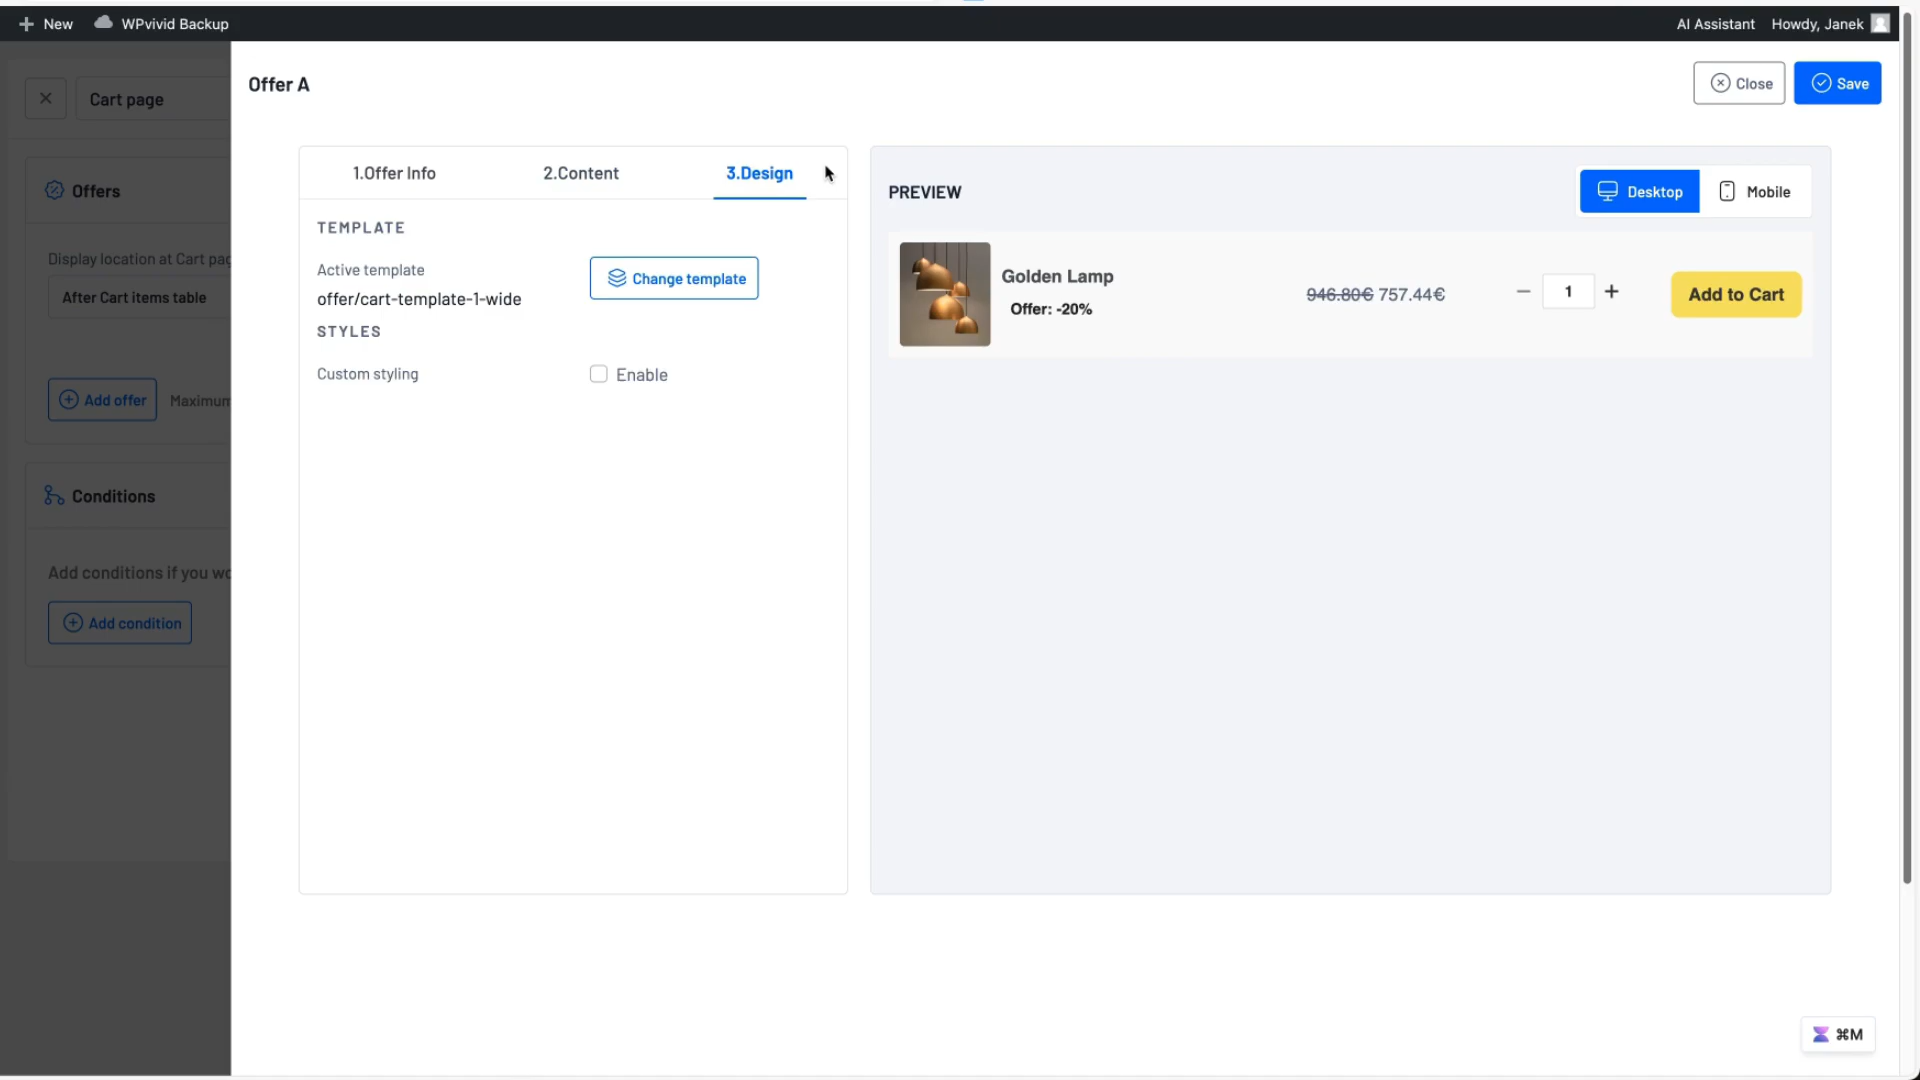 New
WPvivid Backup
AI Assistant
Howdy, Janek
Cart page
Offer A
Close
Save
Offers
Display location at Cart pag
After Cart items table
Add offer
Maximum
Conditions
Add conditions if you wo
Add condition
1.Offer Info
2.Content
3.Design
TEMPLATE
Active template
offer/cart-template-1-wide
Change template
STYLES
Custom styling
Enable
PREVIEW
Desktop
Mobile
Golden Lamp
Offer: -20%
946.80€ 757.44€
1
Add to Cart
⌘M